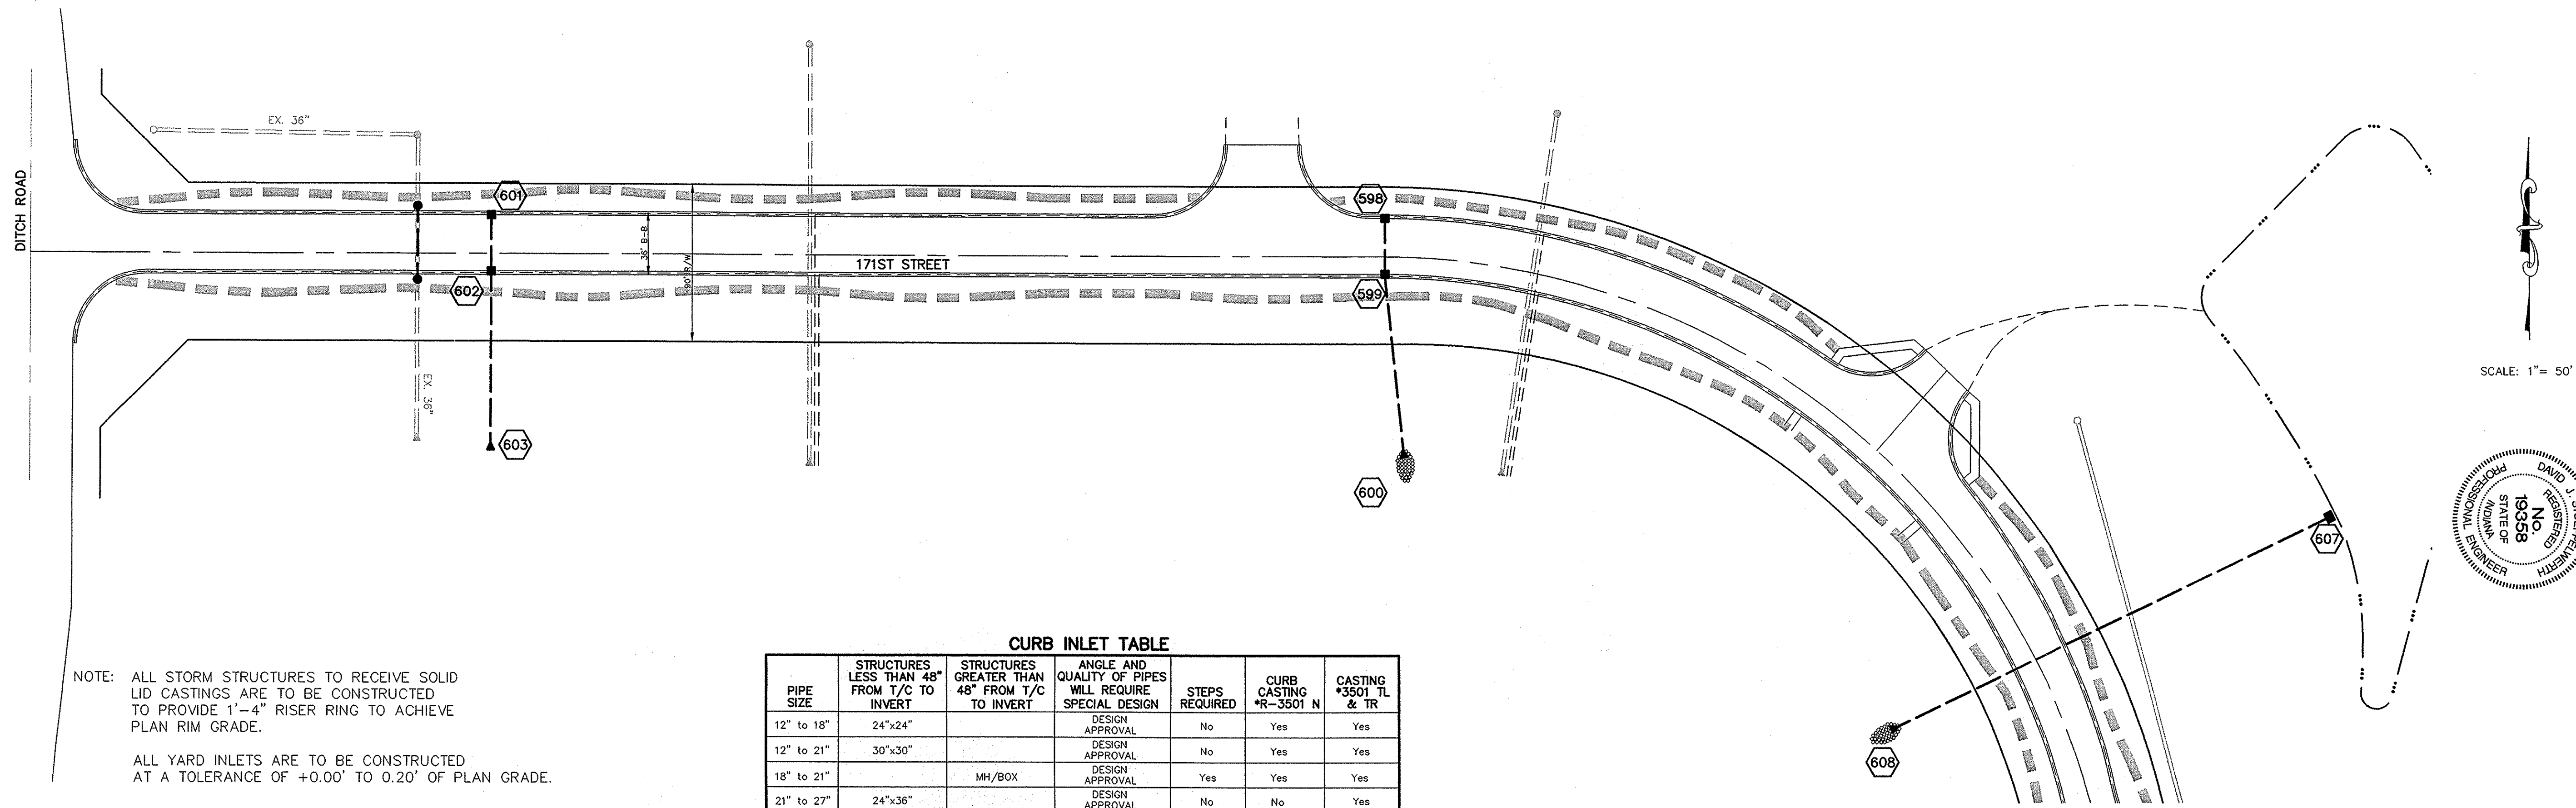 DITCH ROAD
EX. 36"
EX. 36"
601
602
603
36' B-B
90' R/W
171ST STREET
598
599
600
607
608
SCALE: 1"= 50'
DAVID J.
REGISTERED
No.
19358
STATE OF
INDIANA
PROFESSIONAL ENGINEER
NOTE: ALL STORM STRUCTURES TO RECEIVE SOLID
LID CASTINGS ARE TO BE CONSTRUCTED
TO PROVIDE 1'-4" RISER RING TO ACHIEVE
PLAN RIM GRADE.
ALL YARD INLETS ARE TO BE CONSTRUCTED
AT A TOLERANCE OF +0.00' TO 0.20' OF PLAN GRADE.
CURB INLET TABLE
PIPE SIZE | STRUCTURES LESS THAN 48" FROM T/C TO INVERT | STRUCTURES GREATER THAN 48" FROM T/C TO INVERT | ANGLE AND QUALITY OF PIPES WILL REQUIRE SPECIAL DESIGN | STEPS REQUIRED | CURB CASTING *R-3501 N | CASTING *3501 TL & TR
12" to 18" | 24"x24" | | DESIGN APPROVAL | No | Yes | Yes
12" to 21" | 30"x30" | | DESIGN APPROVAL | No | Yes | Yes
18" to 21" | | MH/BOX | DESIGN APPROVAL | Yes | Yes | Yes
21" to 27" | 24"x36" | | DESIGN APPROVAL | No | No | Yes